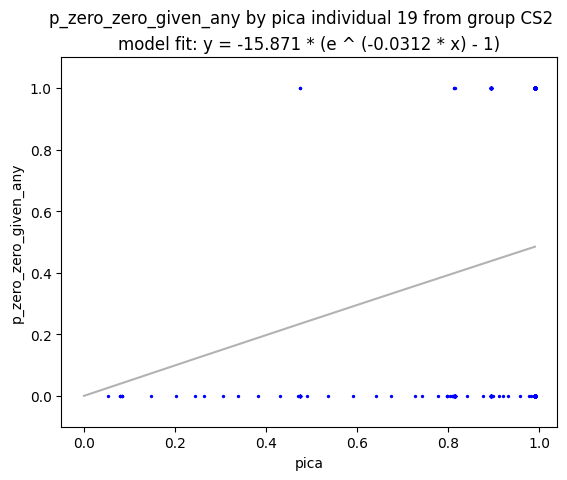 p_zero_zero_given_any by pica individual 19 from group CS2
model fit: y = -15.871 * (e ^ (-0.0312 * x) - 1)
1.0
0.8
0.6
0.4
0.2
0.0
p_zero_zero_given_any
0.0 0.2 0.4 0.6 0.8 1.0
pica